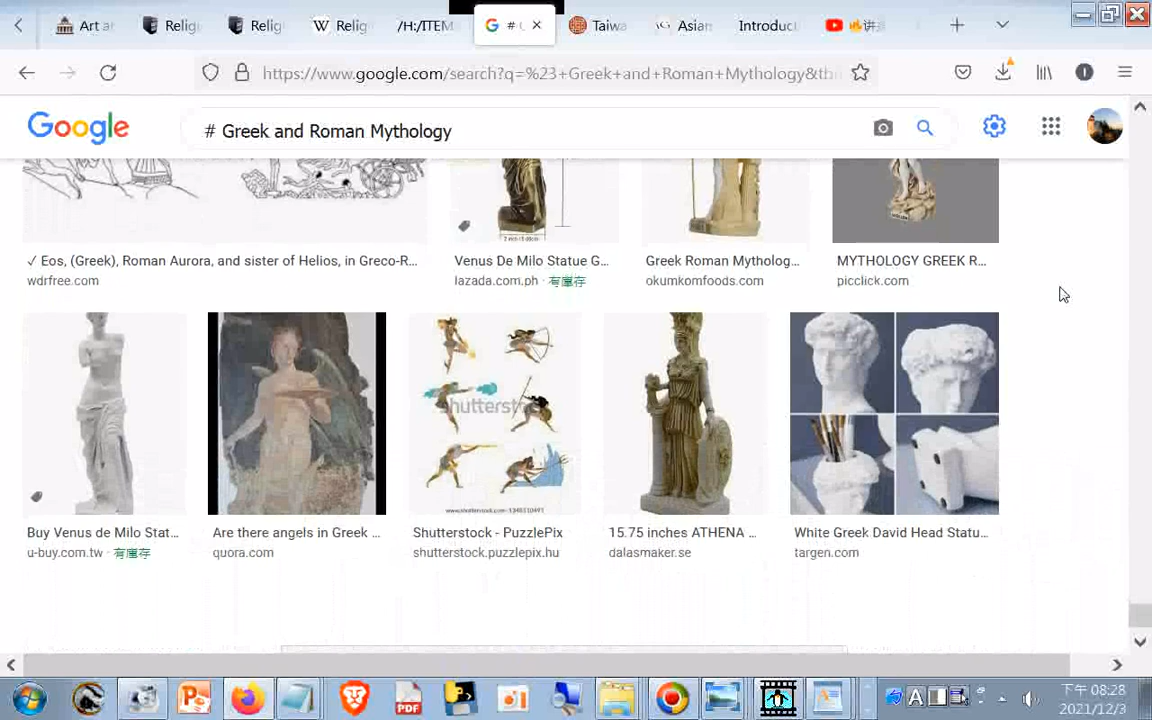 Art a
Relig
Relig
W Relig
/H:/ITEM
G # G
Taiwa
Asian
Introduc
https://www.google.com/search?q=%23+Greek+and+Roman+Mythology&tb
Google
# Greek and Roman Mythology
✓ Eos, (Greek), Roman Aurora, and sister of Helios, in Greco-R...
Venus De Milo Statue G...
Greek Roman Mytholog...
MYTHOLOGY GREEK R...
wdrfree.com
lazada.com.ph · 有庫存
okumkomfoods.com
picclick.com
shutterstock
Buy Venus de Milo Stat...
Are there angels in Greek ...
Shutterstock - PuzzlePix
15.75 inches ATHENA ...
White Greek David Head Statu...
u-buy.com.tw · 有庫存
quora.com
shutterstock.puzzlepix.hu
dalasmaker.se
targen.com
PDF
A
下午 08:28
2021/12/3